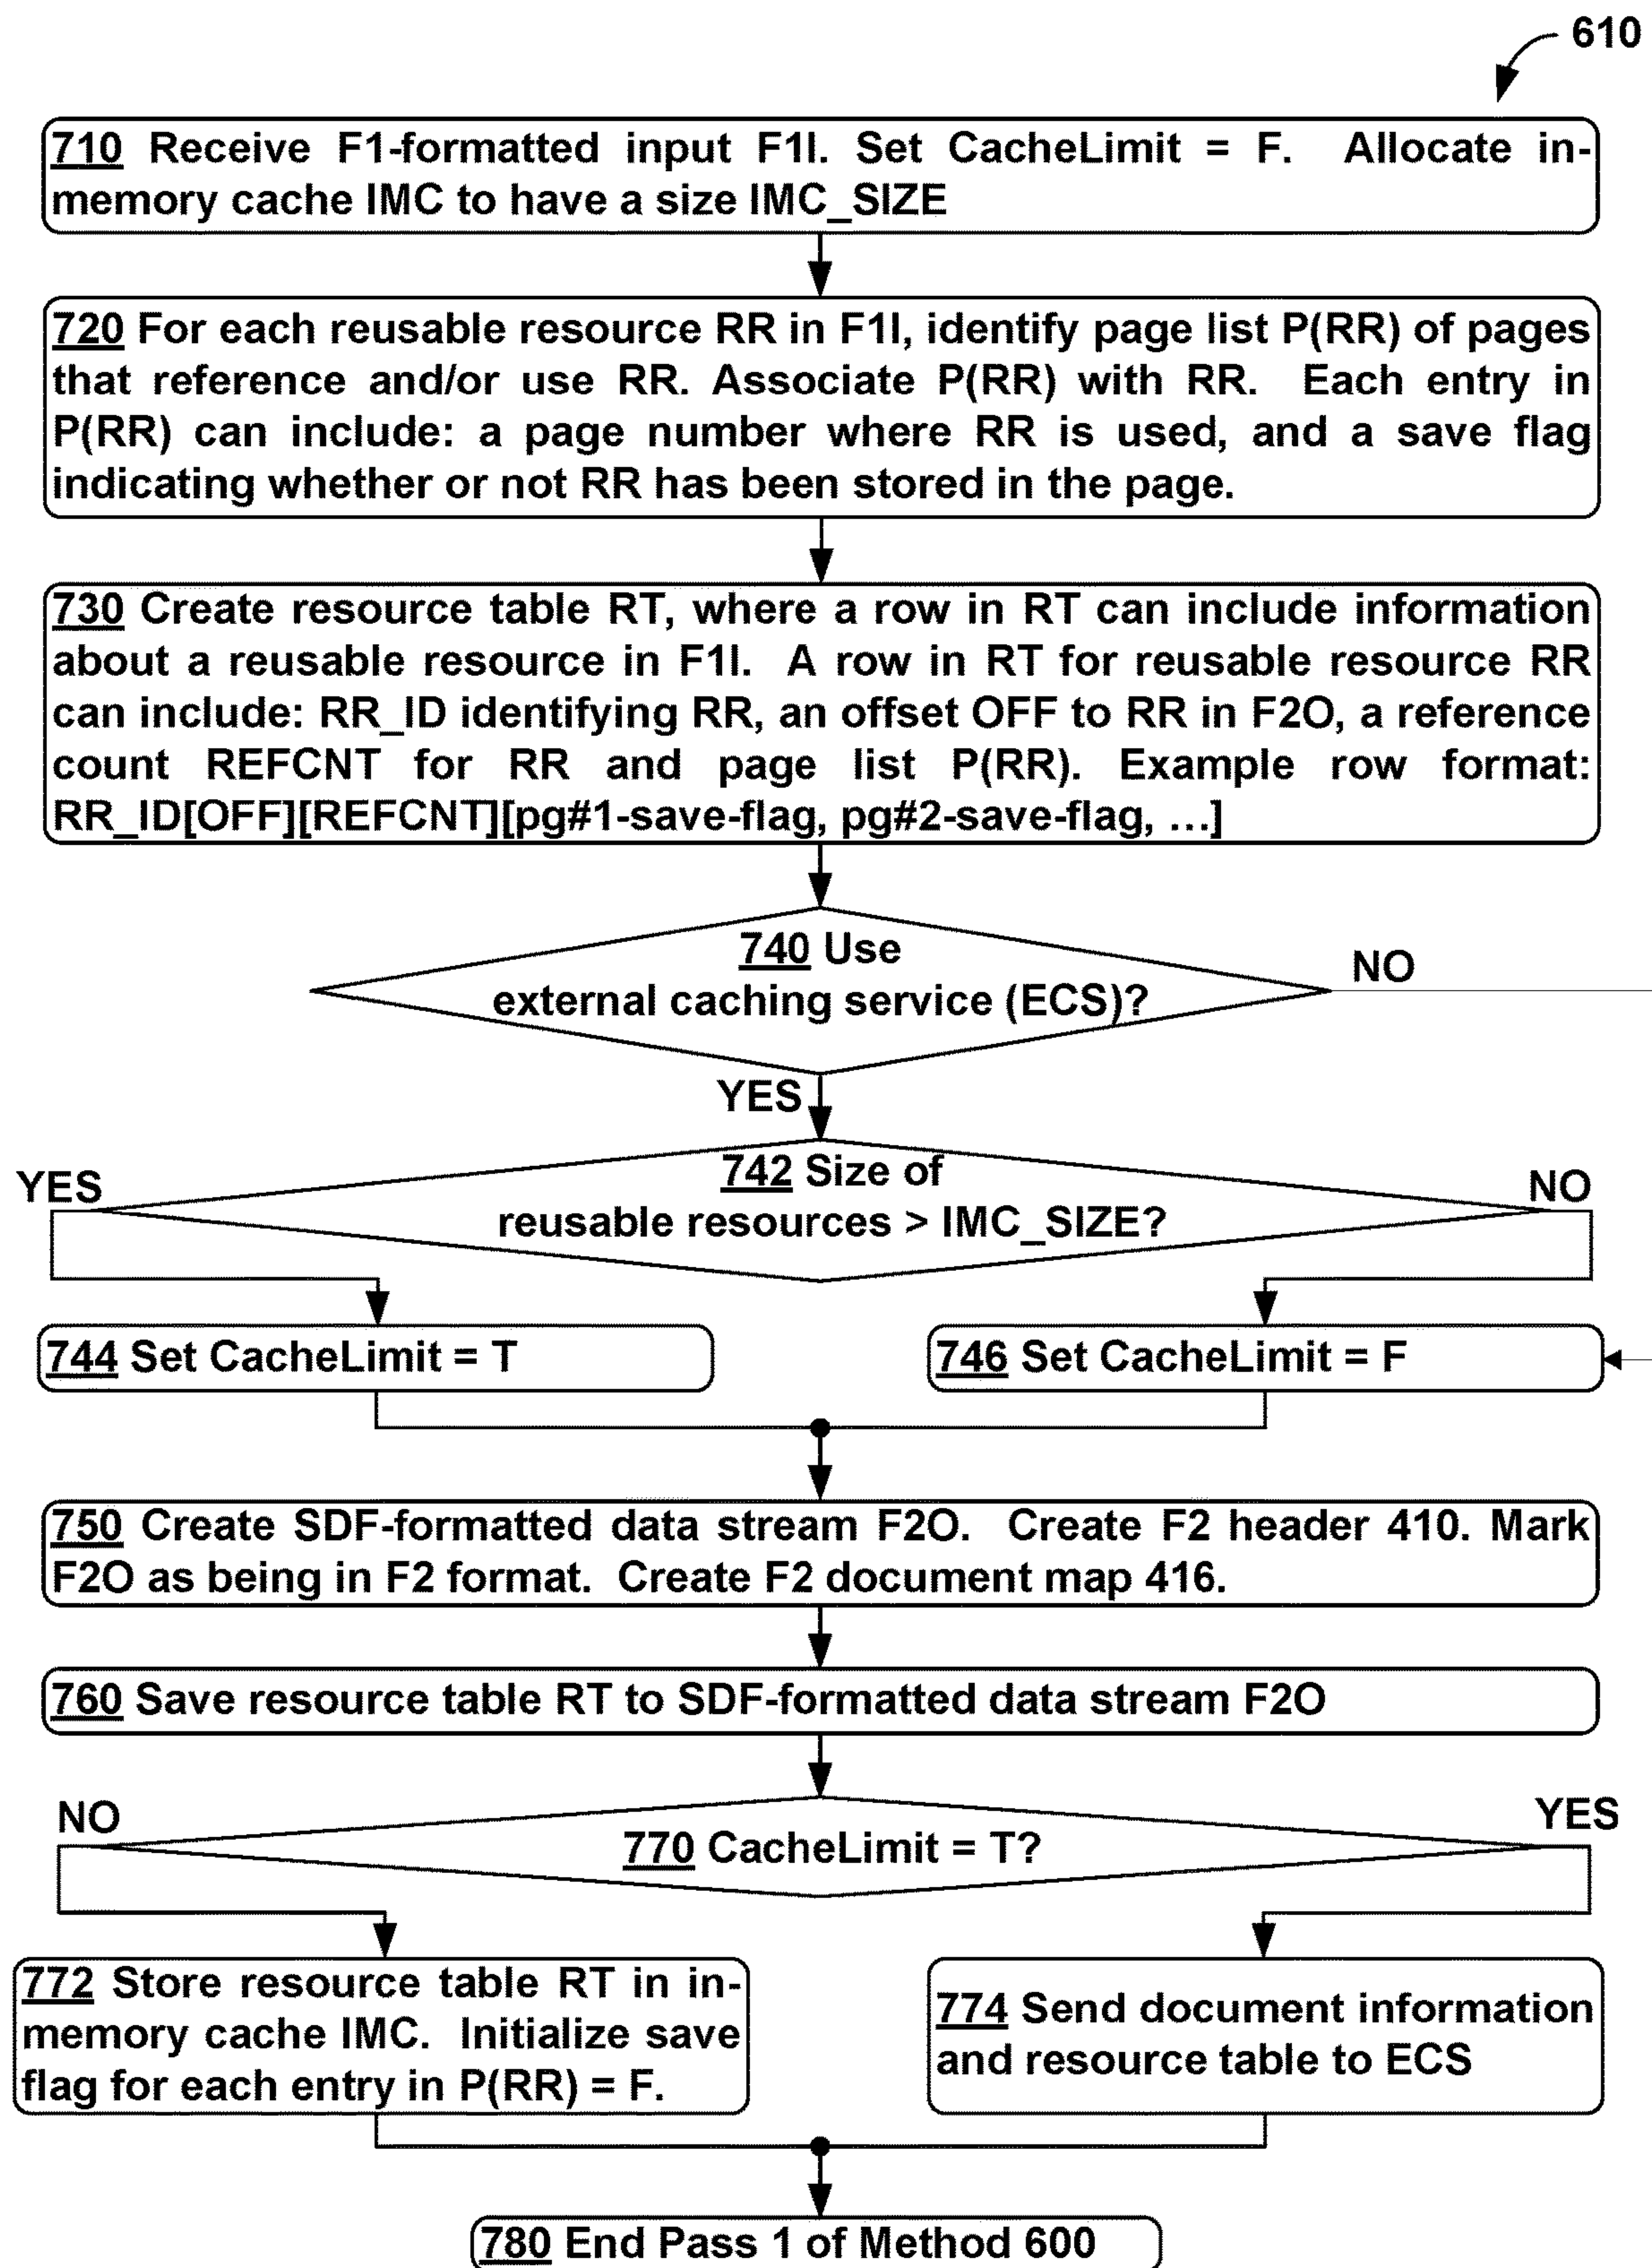 610
710 Receive F1-formatted input F1I. Set CacheLimit = F. Allocate in-
memory cache IMC to have a size IMC_SIZE
720 For each reusable resource RR in F1I, identify page list P(RR) of pages
that reference and/or use RR. Associate P(RR) with RR. Each entry in
P(RR) can include: a page number where RR is used, and a save flag
indicating whether or not RR has been stored in the page.
730 Create resource table RT, where a row in RT can include information
about a reusable resource in F1I. A row in RT for reusable resource RR
can include: RR_ID identifying RR, an offset OFF to RR in F2O, a reference
count REFCNT for RR and page list P(RR). Example row format:
RR_ID[OFF][REFCNT][pg#1-save-flag, pg#2-save-flag, …]
740 Use
external caching service (ECS)?
NO
YES
742 Size of
reusable resources > IMC_SIZE?
YES
NO
744 Set CacheLimit = T
746 Set CacheLimit = F
750 Create SDF-formatted data stream F2O. Create F2 header 410. Mark
F2O as being in F2 format. Create F2 document map 416.
760 Save resource table RT to SDF-formatted data stream F2O
NO
YES
770 CacheLimit = T?
772 Store resource table RT in in-
memory cache IMC. Initialize save
flag for each entry in P(RR) = F.
774 Send document information
and resource table to ECS
780 End Pass 1 of Method 600